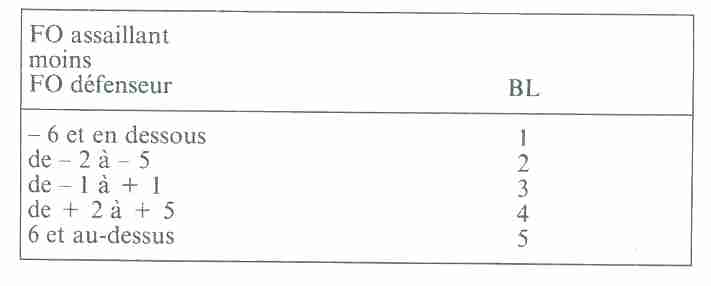 FO assaillant
moins
FO défenseur BL
– 6 et en dessous 1
de – 2 à – 5 2
de – 1 à + 1 3
de + 2 à + 5 4
6 et au-dessus 5